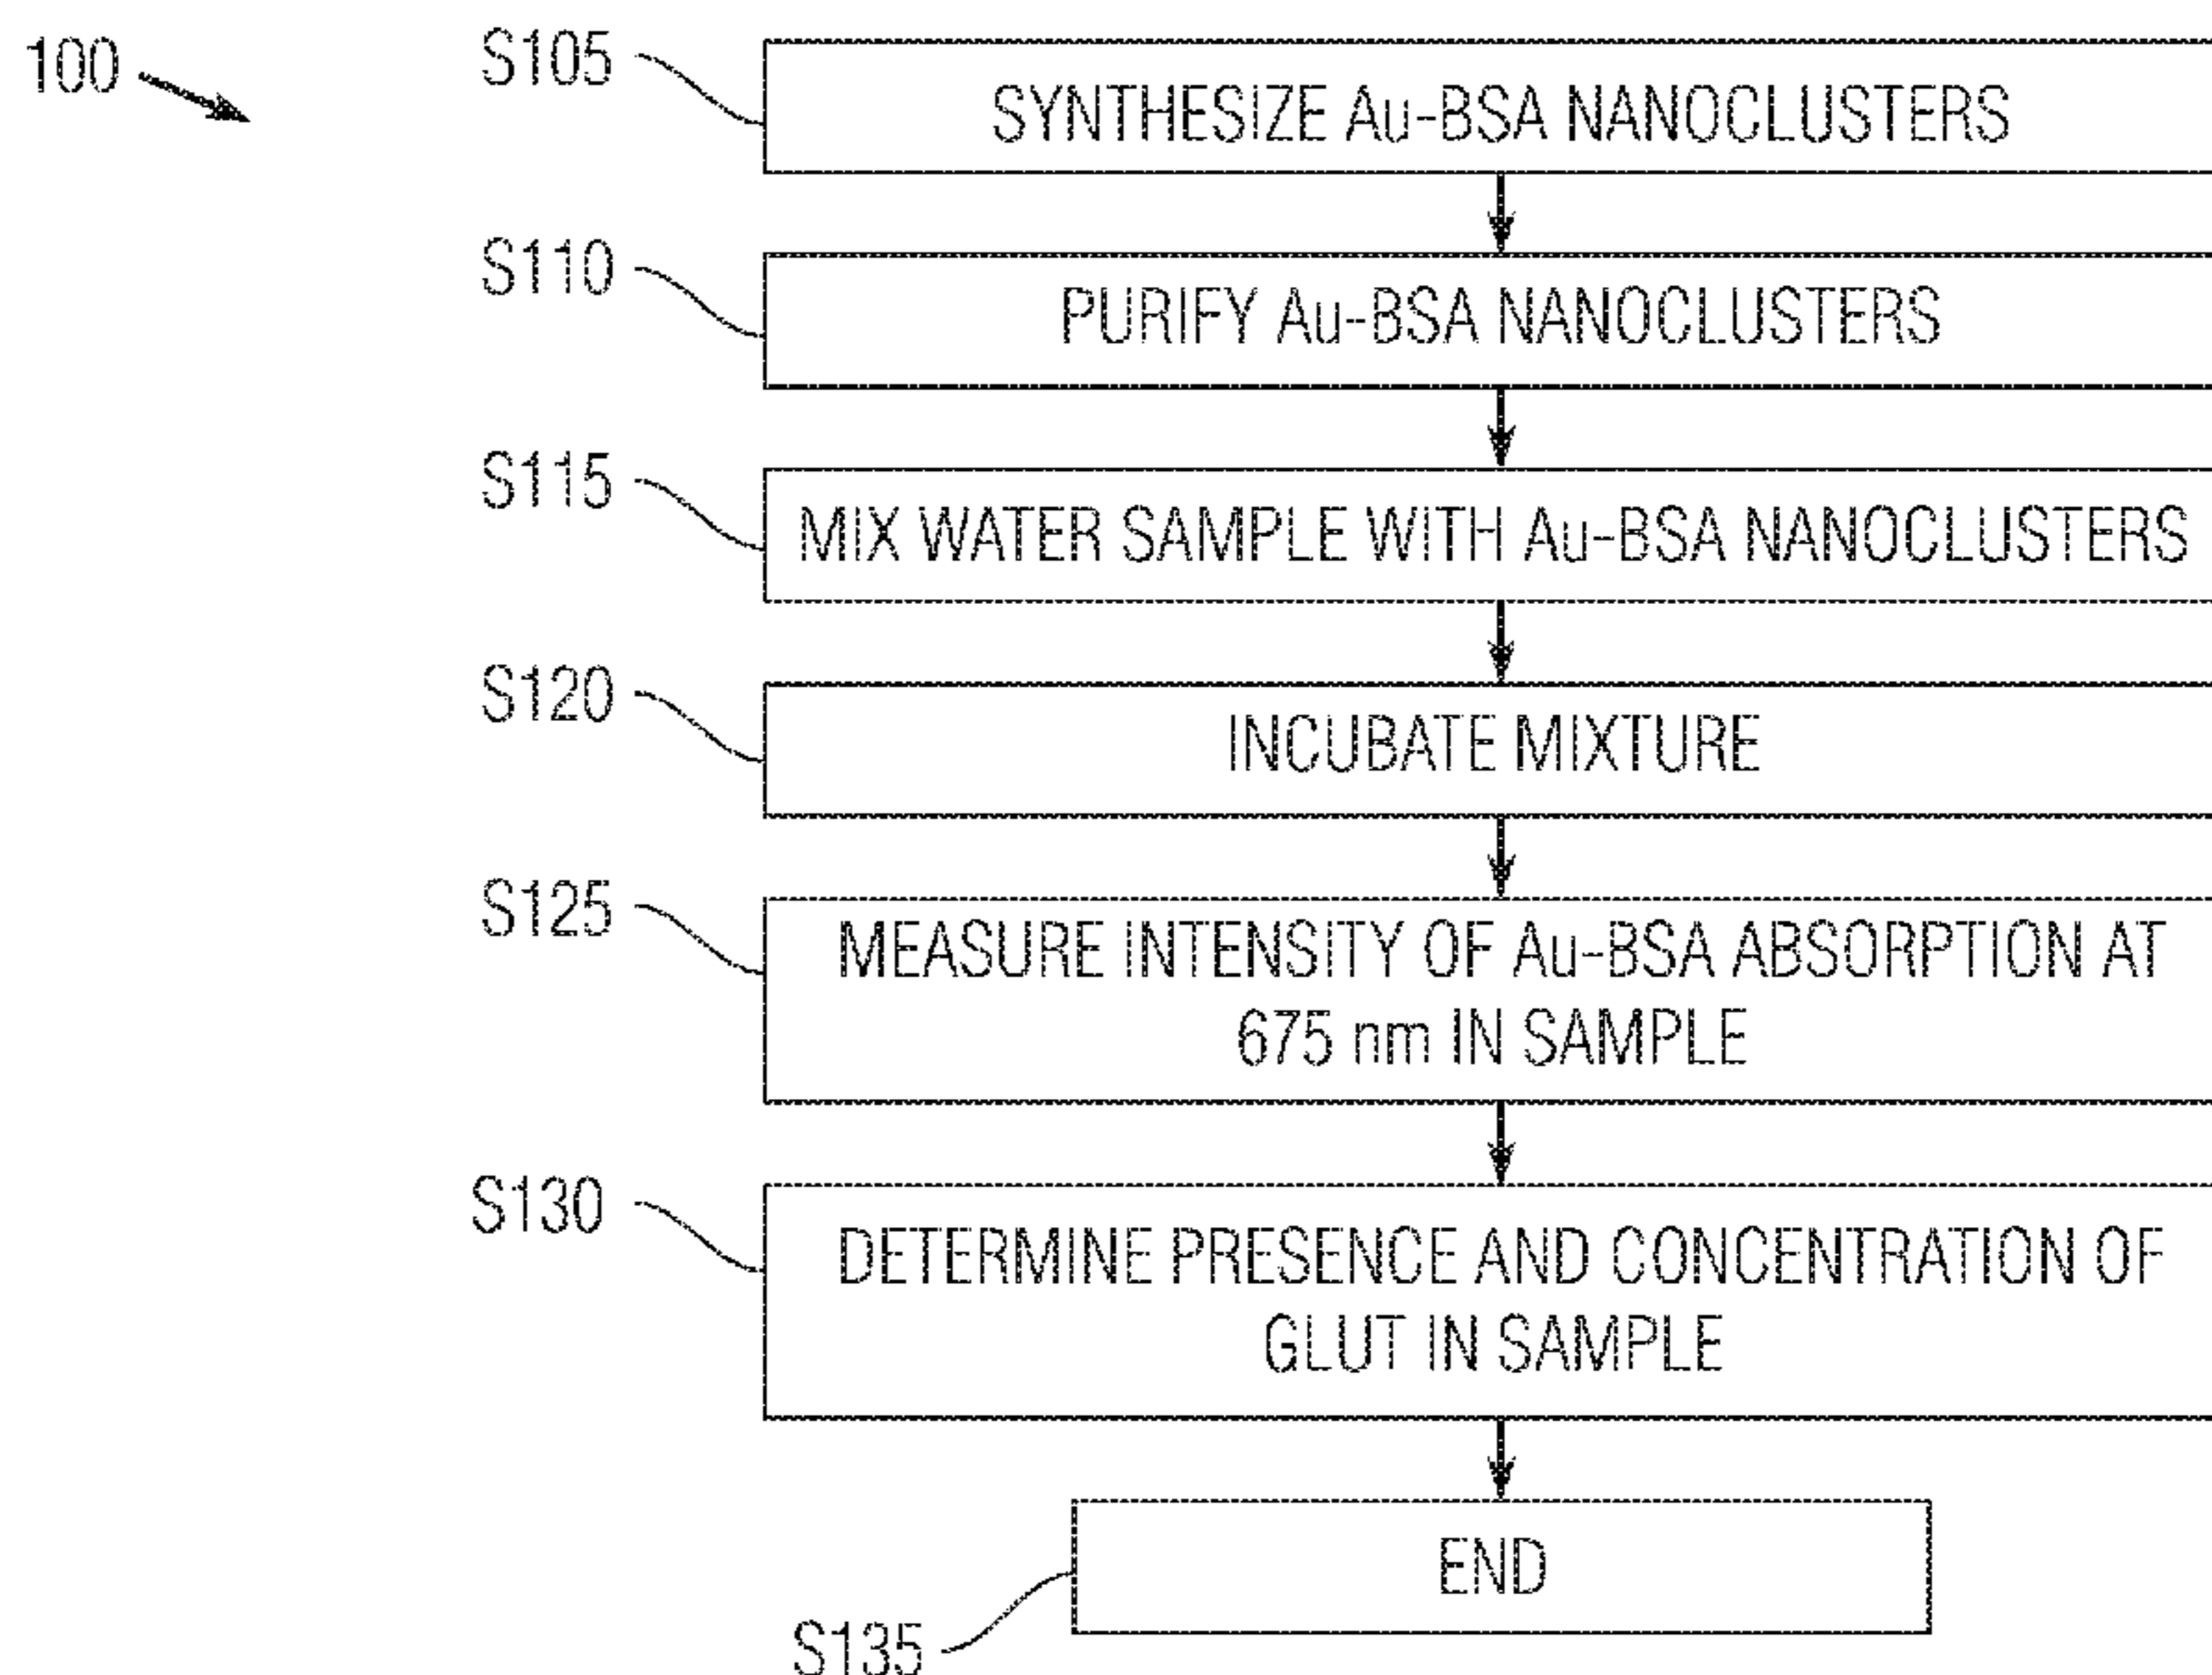 100
S105
SYNTHESIZE Au-BSA NANOCLUSTERS
S110
PURIFY Au-BSA NANOCLUSTERS
S115
MIX WATER SAMPLE WITH Au-BSA NANOCLUSTERS
S120
INCUBATE MIXTURE
S125
MEASURE INTENSITY OF Au-BSA ABSORPTION AT
675 nm IN SAMPLE
S130
DETERMINE PRESENCE AND CONCENTRATION OF
GLUT IN SAMPLE
END
S135